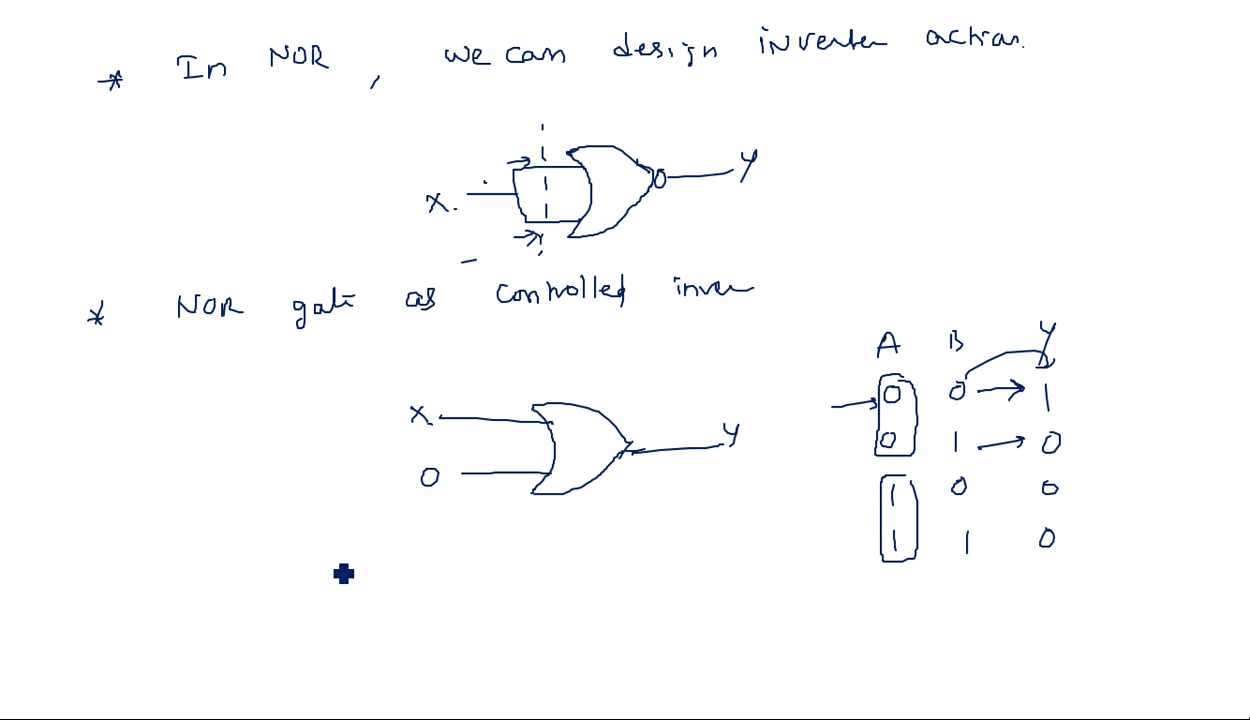 * In NOR, we can design inverter action.
X. Y
* NOR gate as controlled inver
A B Y
0 0 → 1
X. Y
0 1 → 0
0
1 0 0
1 1 0